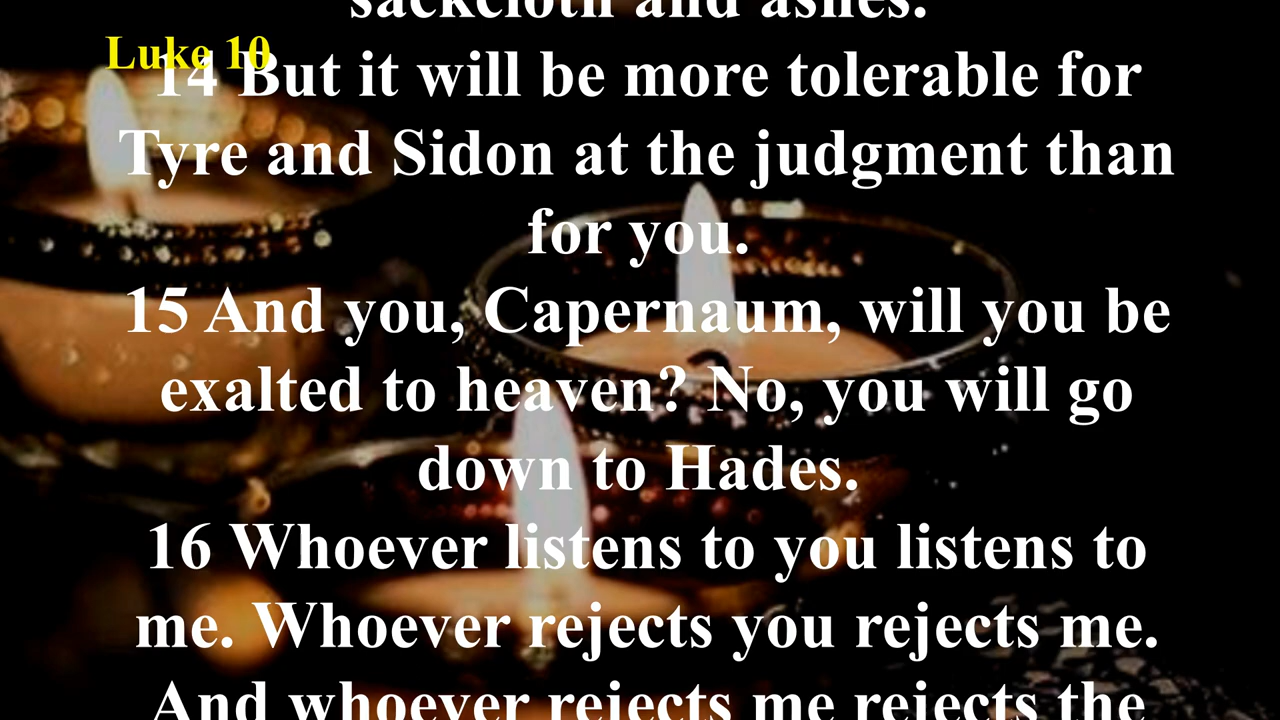 sackcloth and ashes.
Luke 10
14 But it will be more tolerable for
Tyre and Sidon at the judgment than
for you.
15 And you, Capernaum, will you be
exalted to heaven? No, you will go
down to Hades.
16 Whoever listens to you listens to
me. Whoever rejects you rejects me.
And whoever rejects me rejects the